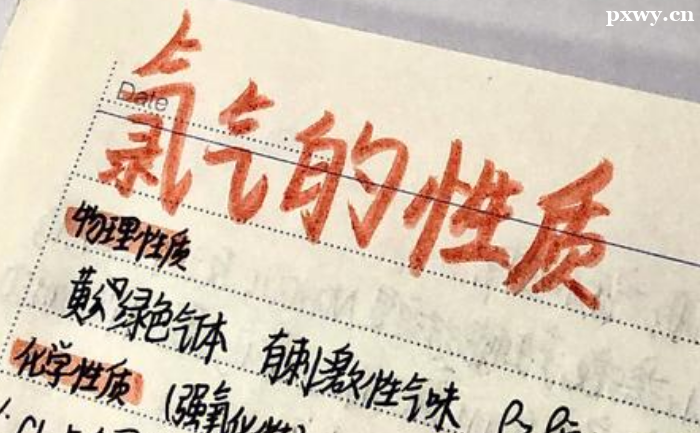 pxwy.cn
Date
氯气的性质
物理性质
黄绿色气体 有刺激性气味
化学性质 (强氧化性)